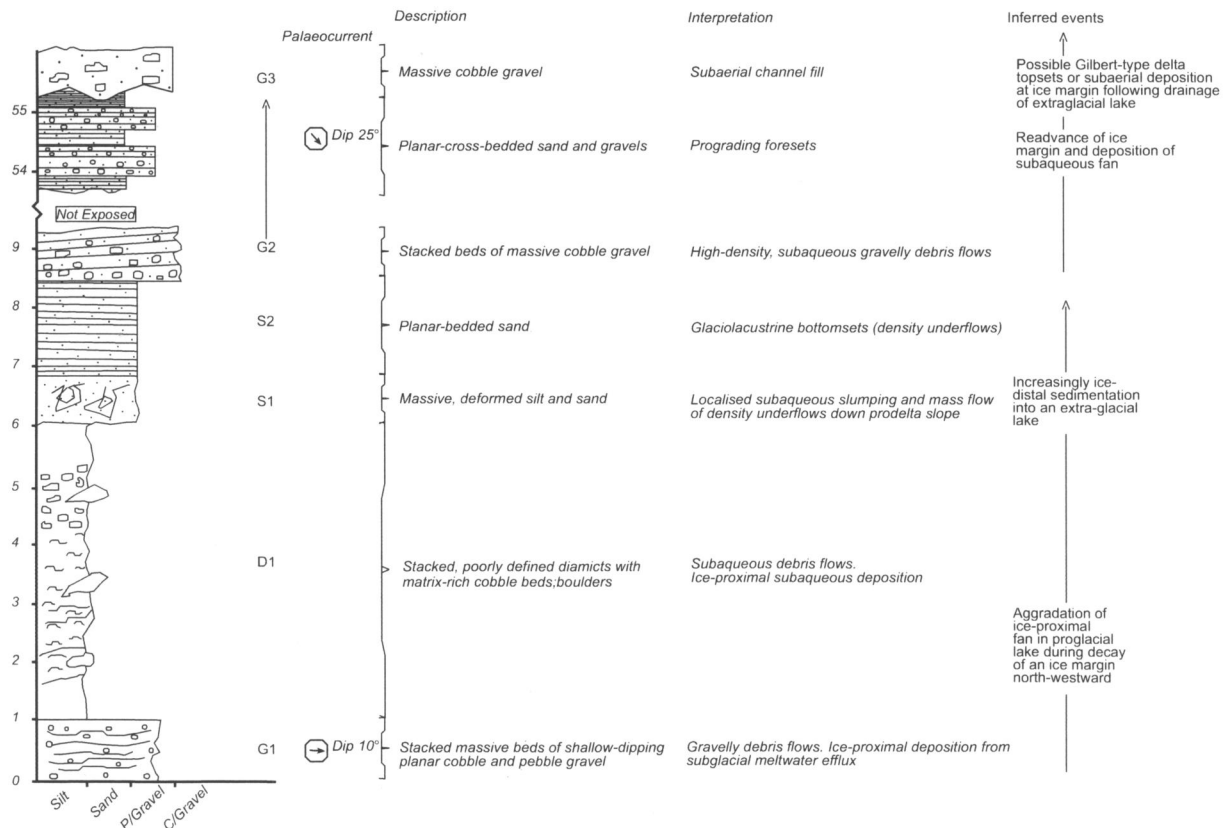 Description
Interpretation
Inferred events
Palaeocurrent
G3
Massive cobble gravel
Subaerial channel fill
Possible Gilbert-type delta
topsets or subaerial deposition
at ice margin following drainage
of extraglacial lake
55
Dip 25°
Planar-cross-bedded sand and gravels
Prograding foresets
Readvance of ice
margin and deposition of
subaqueous fan
54
Not Exposed
9
G2
Stacked beds of massive cobble gravel
High-density, subaqueous gravelly debris flows
8
S2
Planar-bedded sand
Glaciolacustrine bottomsets (density underflows)
7
S1
Massive, deformed silt and sand
Localised subaqueous slumping and mass flow
of density underflows down prodelta slope
Increasingly ice-
distal sedimentation
into an extra-glacial
lake
6
5
4
D1
Stacked, poorly defined diamicts with
matrix-rich cobble beds;boulders
Subaqueous debris flows.
Ice-proximal subaqueous deposition
3
2
Aggradation of
ice-proximal
fan in proglacial
lake during decay
of an ice margin
north-westward
1
G1
Dip 10°
Stacked massive beds of shallow-dipping
planar cobble and pebble gravel
Gravelly debris flows. Ice-proximal deposition from
subglacial meltwater efflux
0
Silt
Sand
P/Gravel
C/Gravel